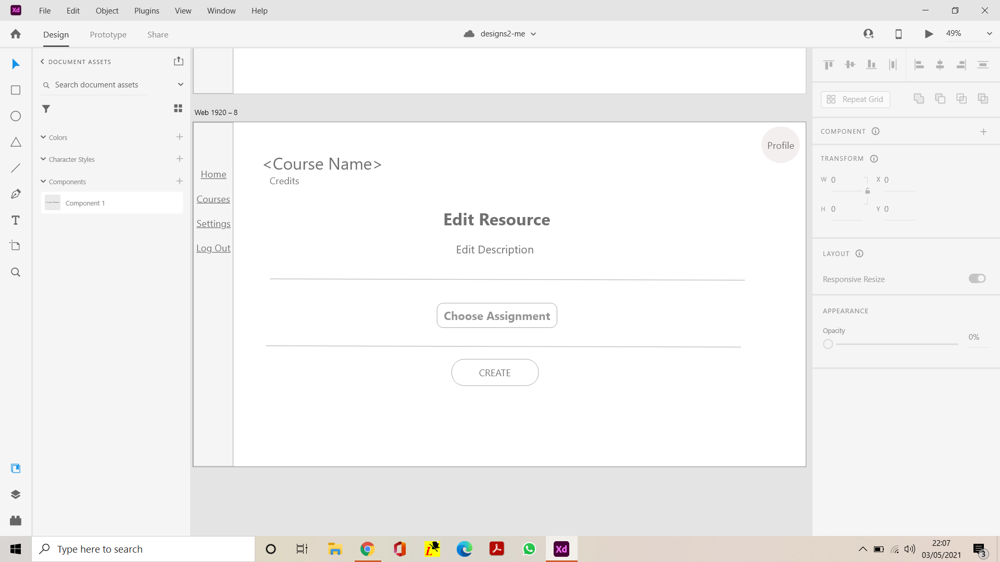 Xd File Edit Object Plugins View Window Help
Design Prototype Share designs2-me 49%
DOCUMENT ASSETS
Search document assets
Colors
Character Styles
Components
Component 1
Web 1920 – 8
Profile
<Course Name>
Credits
Home
Courses
Settings
Log Out
Edit Resource
Edit Description
Choose Assignment
CREATE
Repeat Grid
COMPONENT
TRANSFORM
W 0 X 0
H 0 Y 0
LAYOUT
Responsive Resize
APPEARANCE
Opacity
0%
Type here to search
L
Xd
22:07
03/05/2021
3